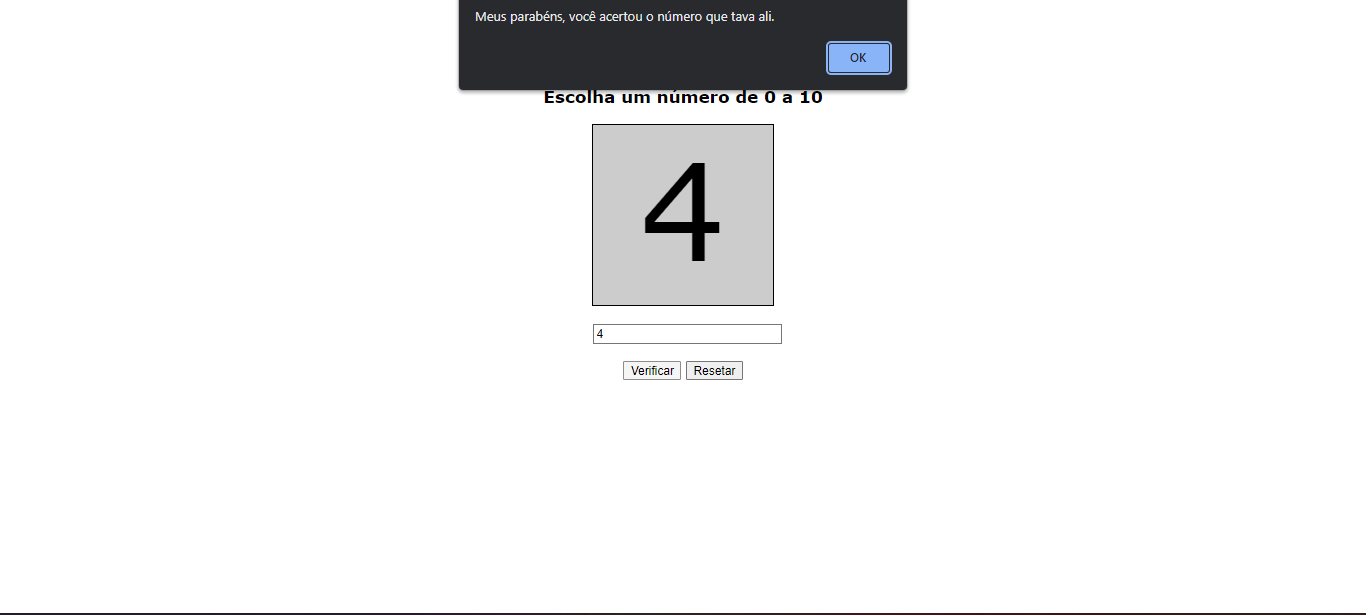 Meus parabéns, você acertou o número que tava ali.
OK
Escolha um número de 0 a 10
4
4
Verificar Resetar